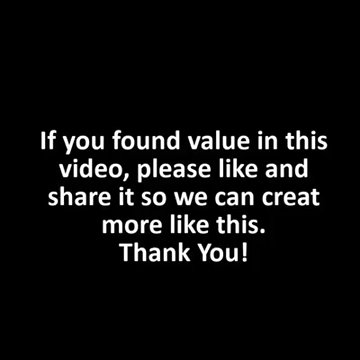 If you found value in this
video, please like and
share it so we can creat
more like this.
Thank You!